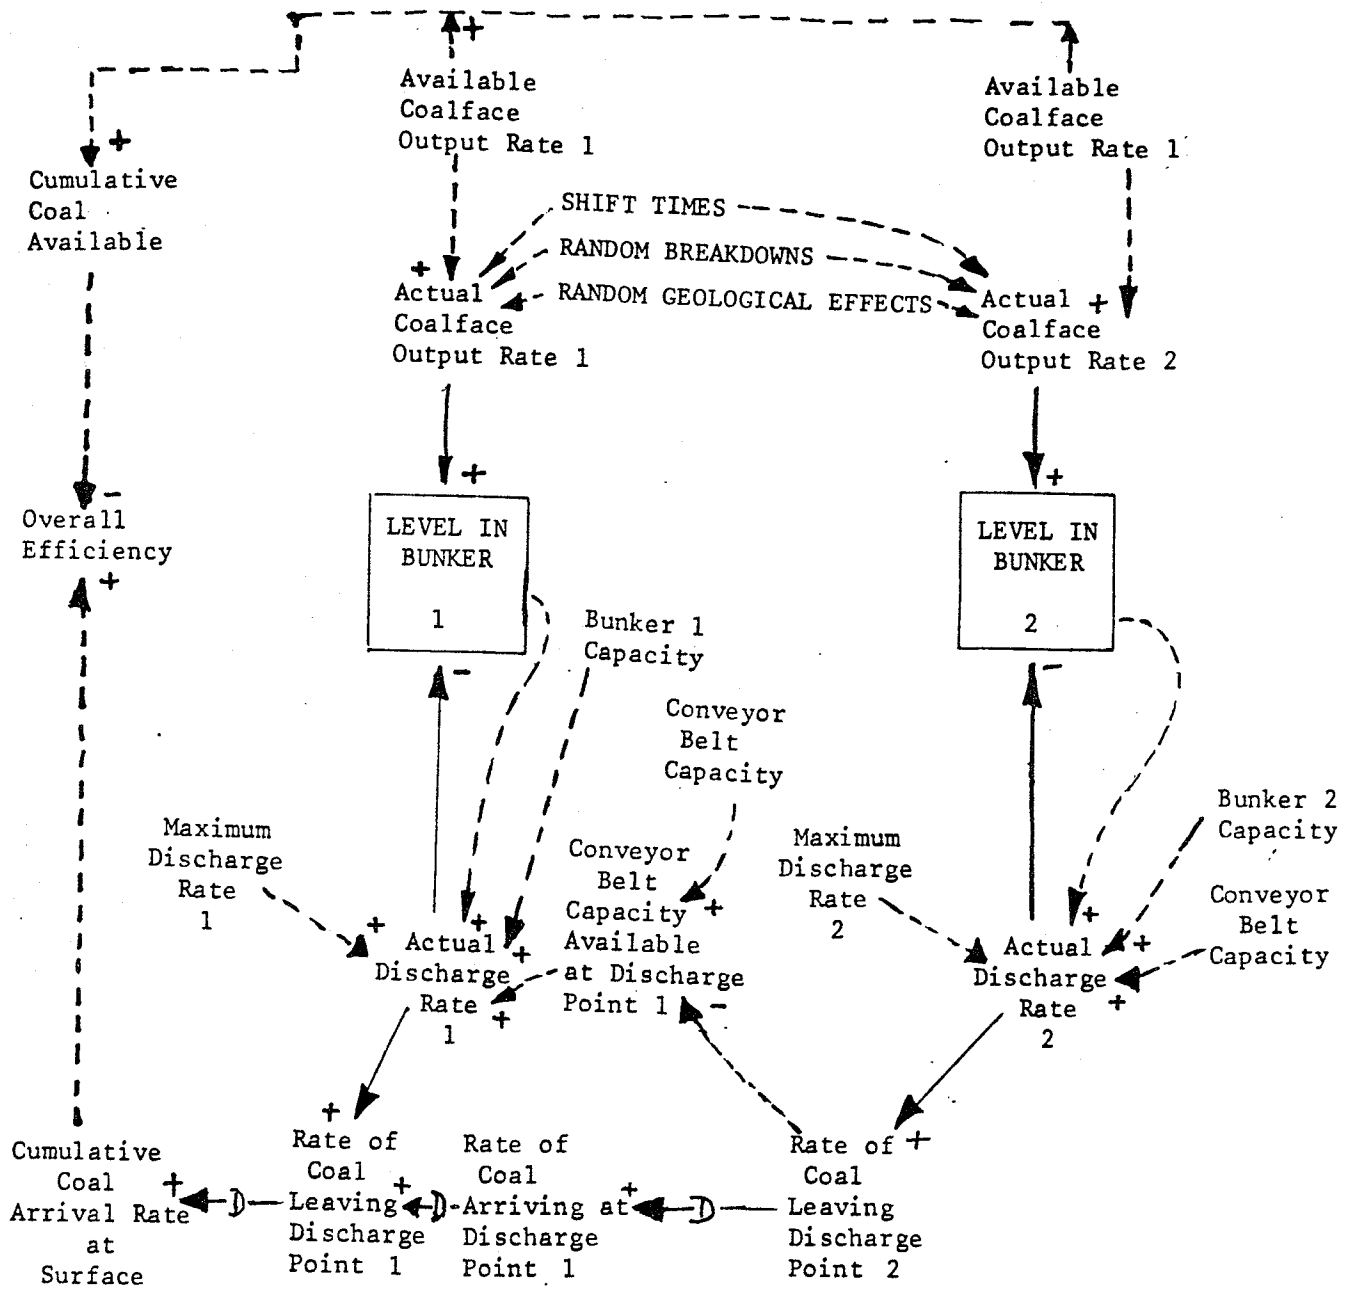 +
Available
Coalface
Output Rate 1
Available
Coalface
Output Rate 1
+
Cumulative
Coal
Available
SHIFT TIMES
RANDOM BREAKDOWNS
RANDOM GEOLOGICAL EFFECTS
+
Actual
Coalface
Output Rate 1
Actual +
Coalface
Output Rate 2
+
+
-
Overall
Efficiency
+
LEVEL IN
BUNKER
1
-
LEVEL IN
BUNKER
2
-
Bunker 1
Capacity
Conveyor
Belt
Capacity
Maximum
Discharge
Rate
1
Conveyor
Belt
Capacity +
Available
at Discharge
Point 1 -
Maximum
Discharge
Rate
2
Bunker 2
Capacity
Conveyor
Belt
Capacity
+ +
Actual +
Discharge
Rate +
1
+
Actual +
Discharge
Rate +
2
Cumulative
Coal +
Arrival Rate
at
Surface
D
+
Rate of
Coal +
Leaving
Discharge
Point 1
D
Rate of
Coal +
Arriving at
Discharge
Point 1
D
Rate of +
Coal
Leaving
Discharge
Point 2